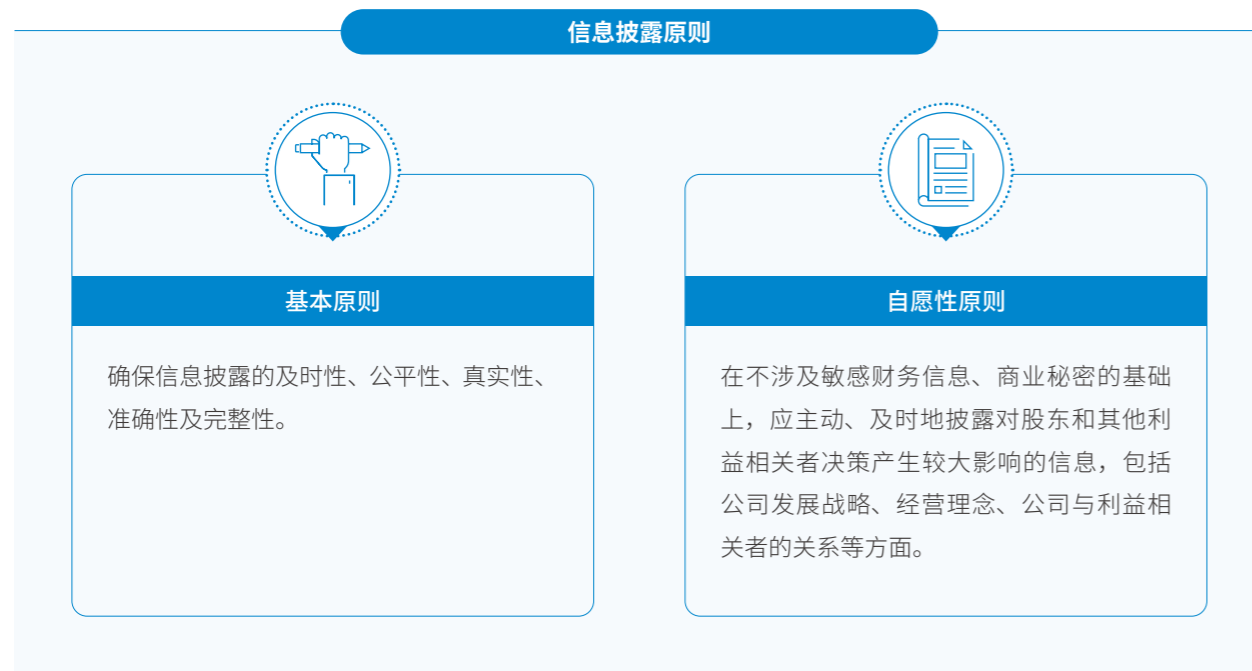 信息披露原则
基本原则
确保信息披露的及时性、公平性、真实性、
准确性及完整性。
自愿性原则
在不涉及敏感财务信息、商业秘密的基础
上，应主动、及时地披露对股东和其他利
益相关者决策产生较大影响的信息，包括
公司发展战略、经营理念、公司与利益相
关者的关系等方面。